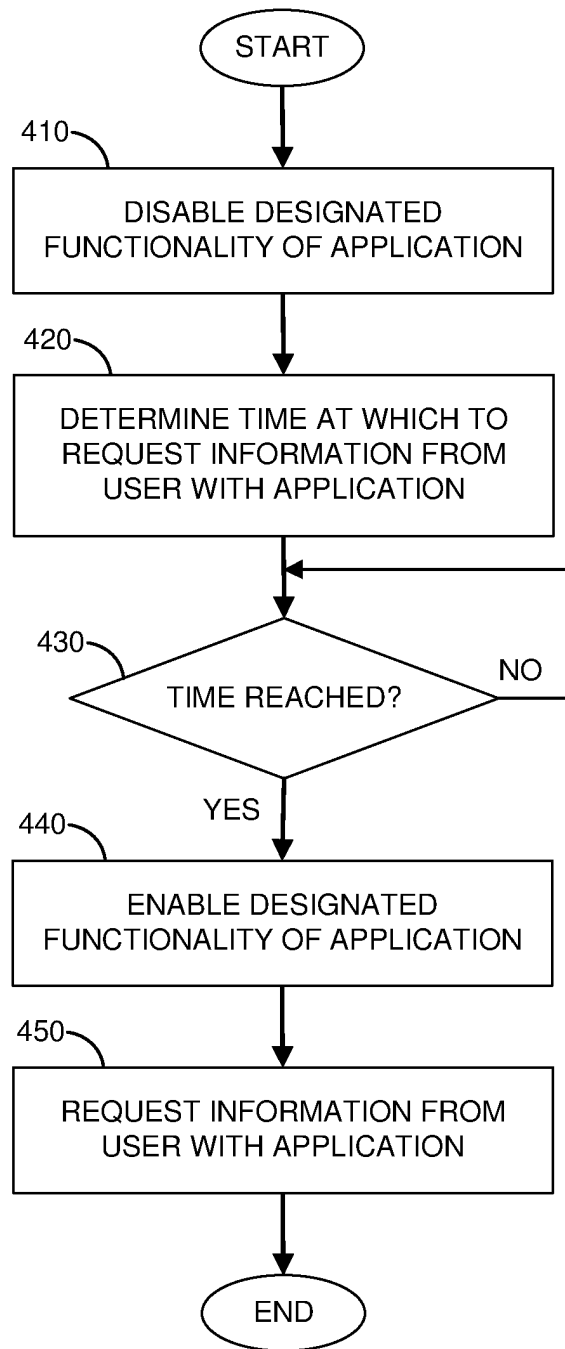 START
410
DISABLE DESIGNATED
FUNCTIONALITY OF APPLICATION
420
DETERMINE TIME AT WHICH TO
REQUEST INFORMATION FROM
USER WITH APPLICATION
430
TIME REACHED?
NO
YES
440
ENABLE DESIGNATED
FUNCTIONALITY OF APPLICATION
450
REQUEST INFORMATION FROM
USER WITH APPLICATION
END